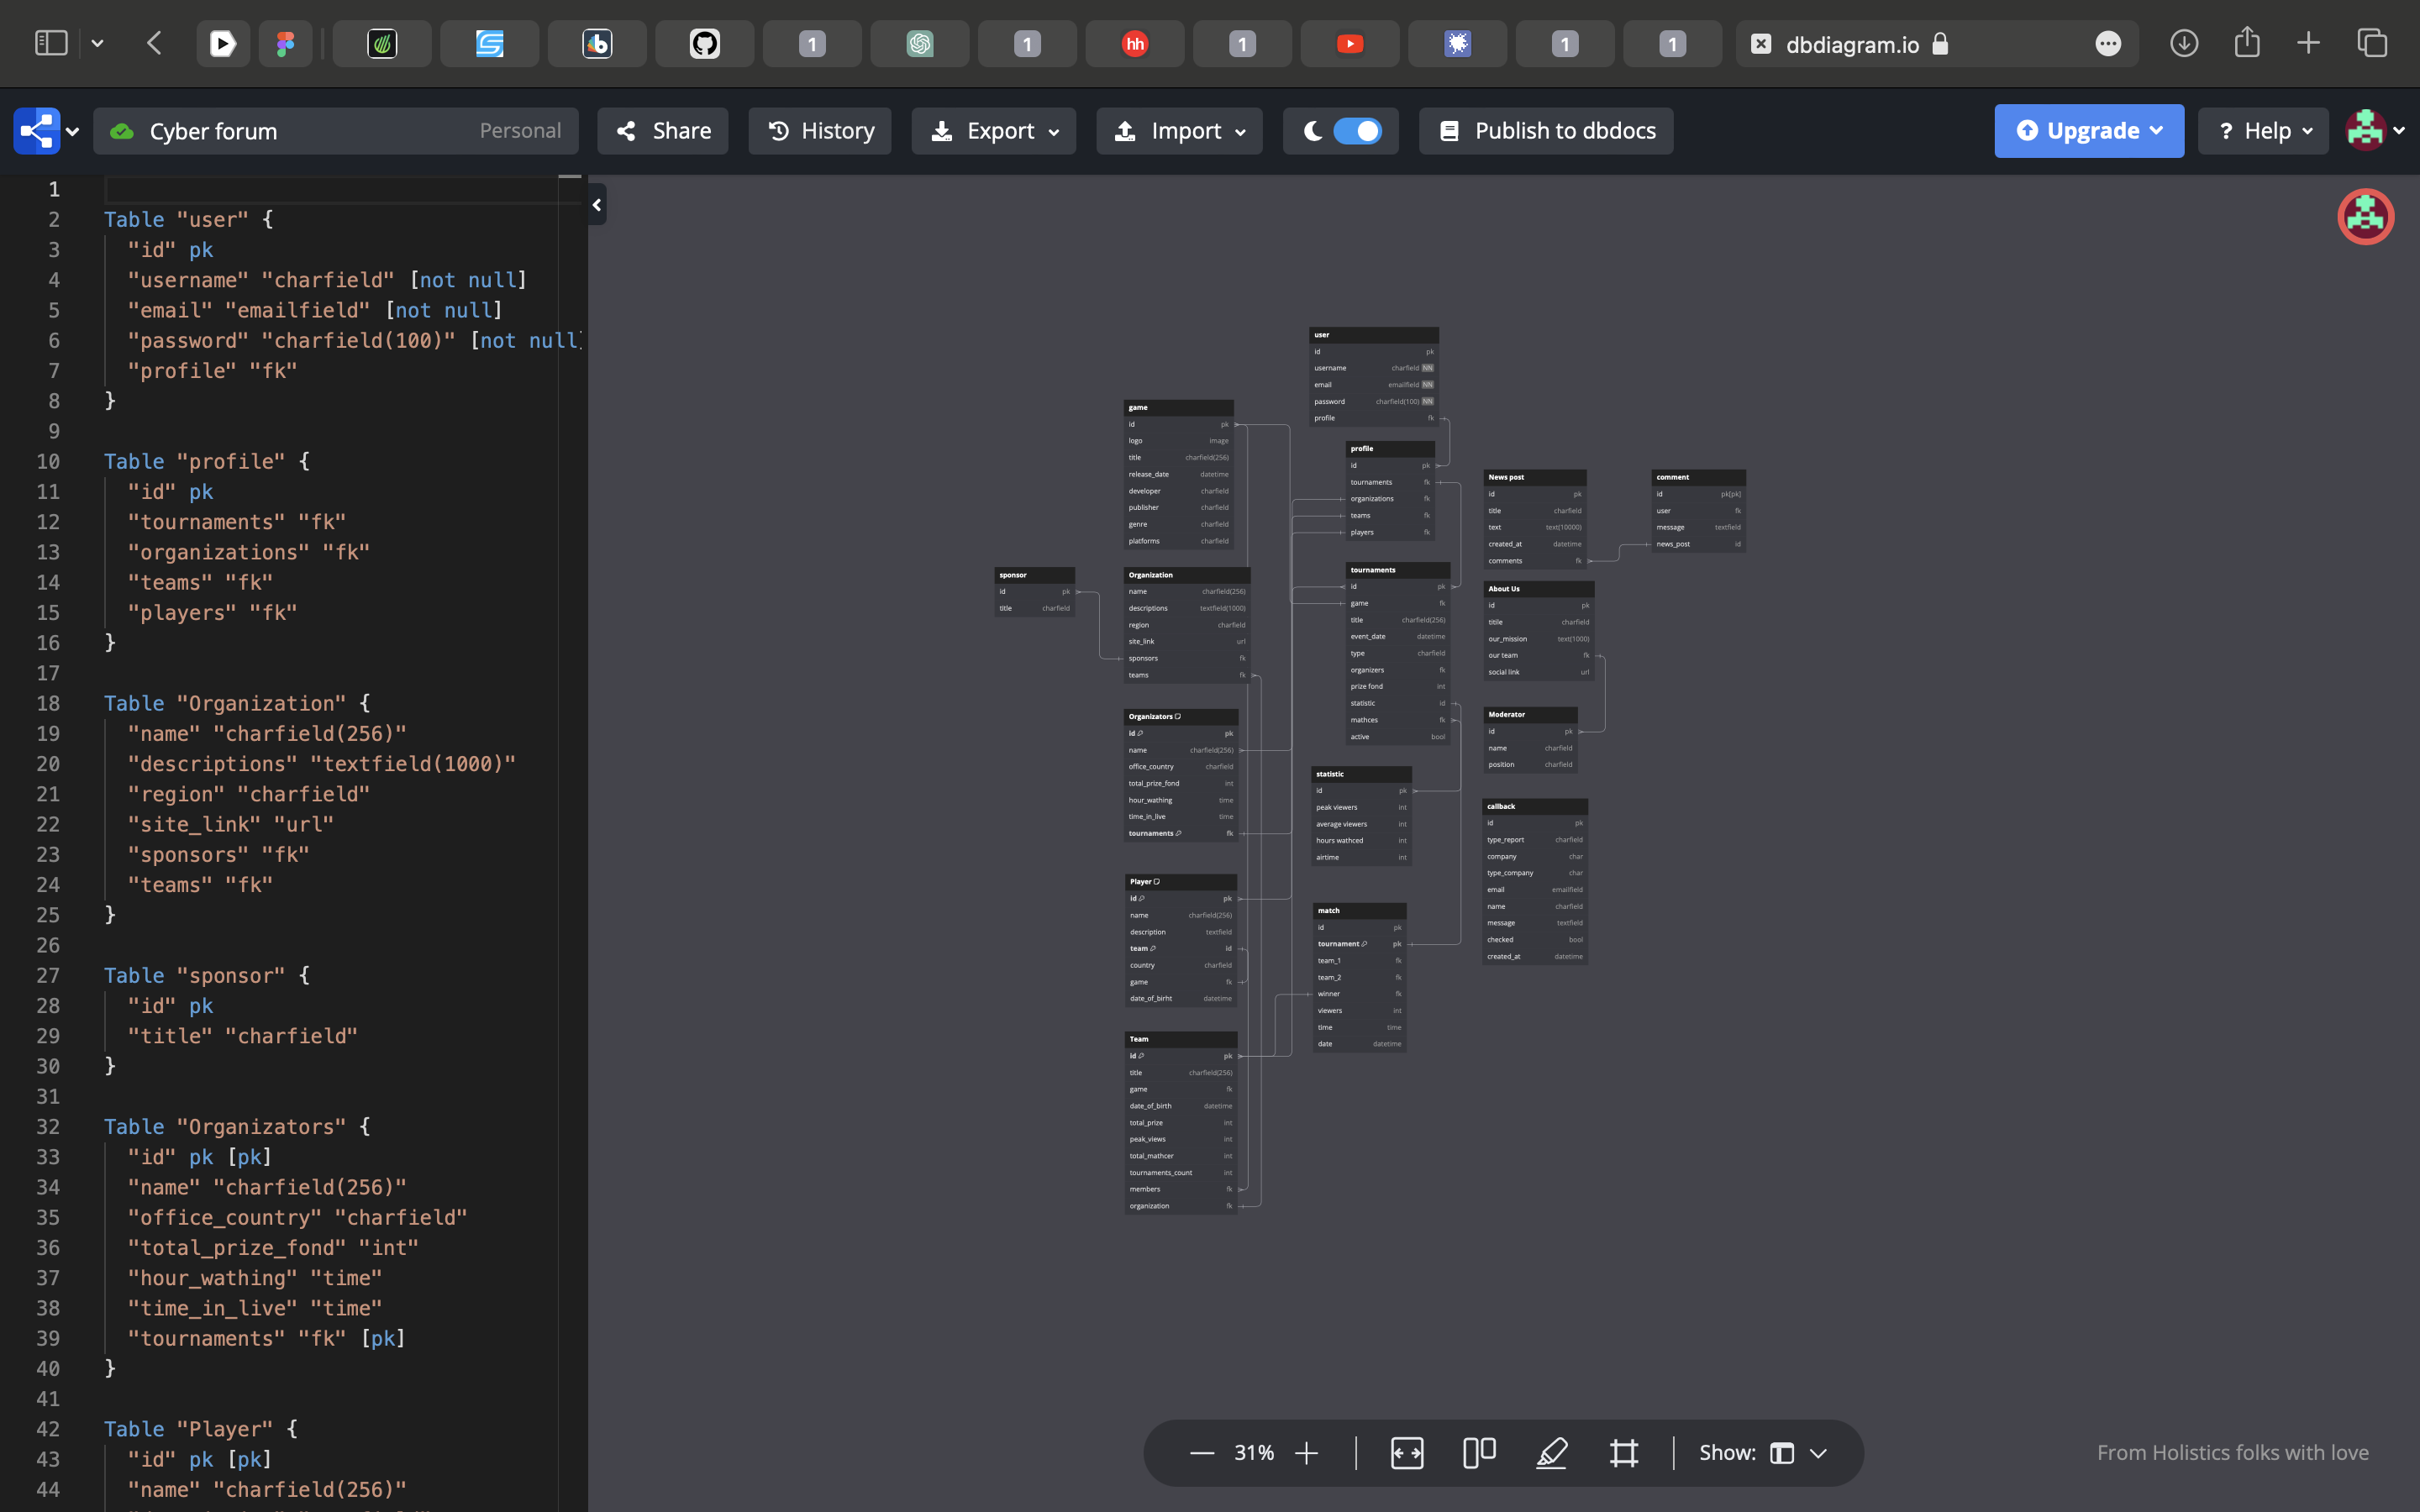 1
1
hh
1
1
1
dbdiagram.io
Cyber forum Personal
Share
History
Export
Import
Publish to dbdocs
Upgrade
? Help
1
2 Table "user" {
3 "id" pk
4 "username" "charfield" [not null]
5 "email" "emailfield" [not null]
6 "password" "charfield(100)" [not null]
7 "profile" "fk"
8 }
9
10 Table "profile" {
11 "id" pk
12 "tournaments" "fk"
13 "organizations" "fk"
14 "teams" "fk"
15 "players" "fk"
16 }
17
18 Table "Organization" {
19 "name" "charfield(256)"
20 "descriptions" "textfield(1000)"
21 "region" "charfield"
22 "site_link" "url"
23 "sponsors" "fk"
24 "teams" "fk"
25 }
26
27 Table "sponsor" {
28 "id" pk
29 "title" "charfield"
30 }
31
32 Table "Organizators" {
33 "id" pk [pk]
34 "name" "charfield(256)"
35 "office_country" "charfield"
36 "total_prize_fond" "int"
37 "hour_wathing" "time"
38 "time_in_live" "time"
39 "tournaments" "fk" [pk]
40 }
41
42 Table "Player" {
43 "id" pk [pk]
44 "name" "charfield(256)"
user
id pk
username charfield NN
email emailfield NN
password charfield(100) NN
profile fk
game
id pk
logo image
title charfield(256)
release_date datetime
developer charfield
publisher charfield
genre charfield
platforms charfield
profile
id pk
tournaments fk
organizations fk
teams fk
players fk
News post
id pk
title charfield
text text(10000)
created_at datetime
comments fk
comment
id pk[pk]
user fk
message textfield
news_post id
sponsor
id pk
title charfield
Organization
name charfield(256)
descriptions textfield(1000)
region charfield
site_link url
sponsors fk
teams fk
tournaments
id pk
game fk
title charfield(256)
event_date datetime
type charfield
organizers fk
prize fond int
statistic id
mathces fk
active bool
About Us
id pk
titile charfield
our_mission text(1000)
our team fk
social link url
Organizators
id pk
name charfield(256)
office_country charfield
total_prize_fond int
hour_wathing time
time_in_live time
tournaments fk
Moderator
id pk
name charfield
position charfield
statistic
id pk
peak viewers int
average viewers int
hours wathced int
airtime int
callback
id pk
type_report charfield
company char
type_company char
email emailfield
name charfield
message textfield
checked bool
created_at datetime
Player
id pk
name charfield(256)
description textfield
team id
country charfield
game fk
date_of_birht datetime
match
id pk
tournament pk
team_1 fk
team_2 fk
winner fk
viewers int
time time
date datetime
Team
id pk
title charfield(256)
game fk
date_of_birth datetime
total_prize int
peak_views int
total_mathcer int
tournaments_count int
members fk
organization fk
31%
Show:
From Holistics folks with love